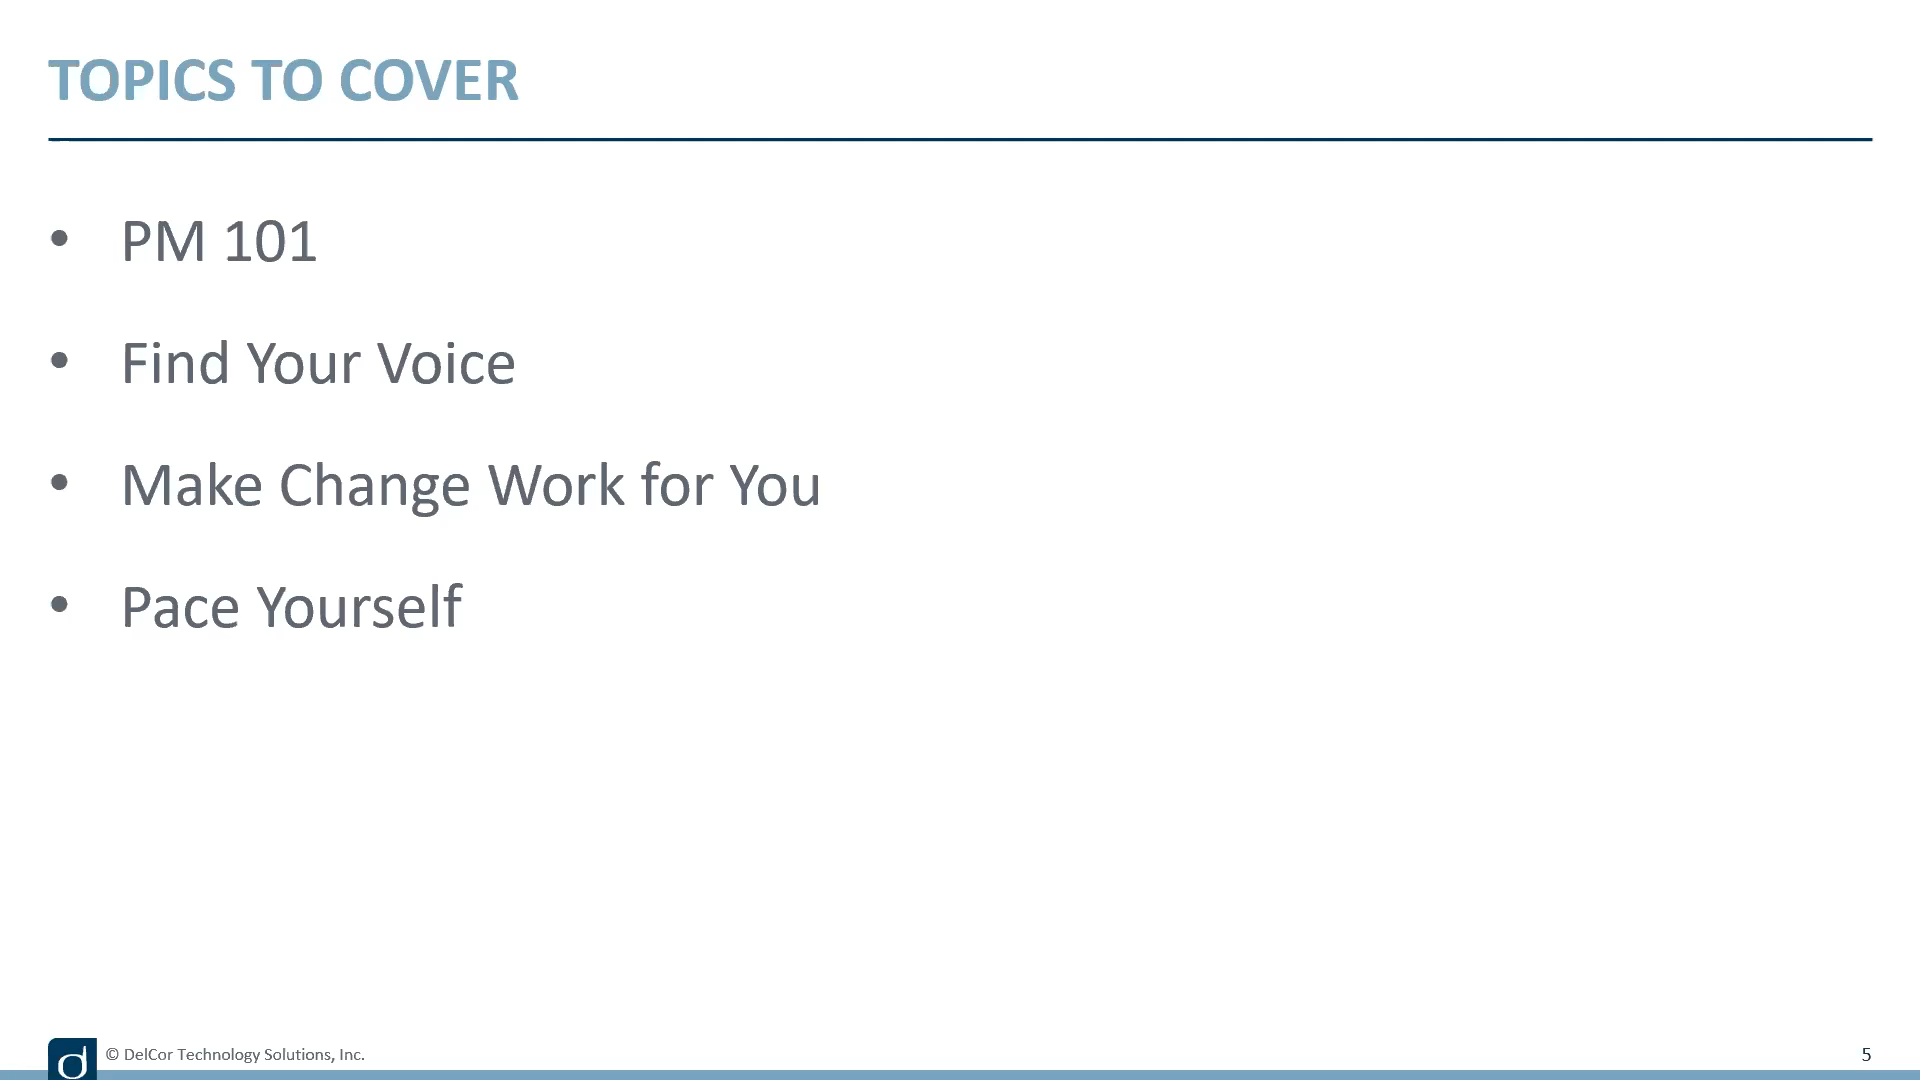 TOPICS TO COVER
• PM 101
• Find Your Voice
• Make Change Work for You
• Pace Yourself
d © DelCor Technology Solutions, Inc.
5